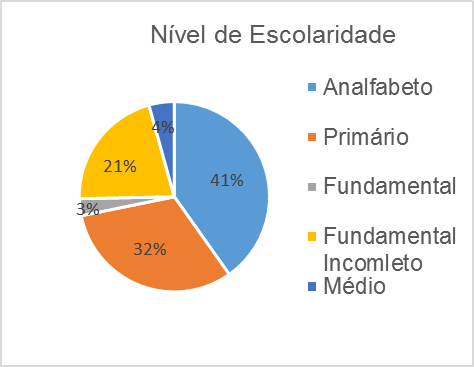 Nível de Escolaridade
Analfabeto
Primário
Fundamental
Fundamental
Incomleto
Médio
4%
41%
21%
3%
32%